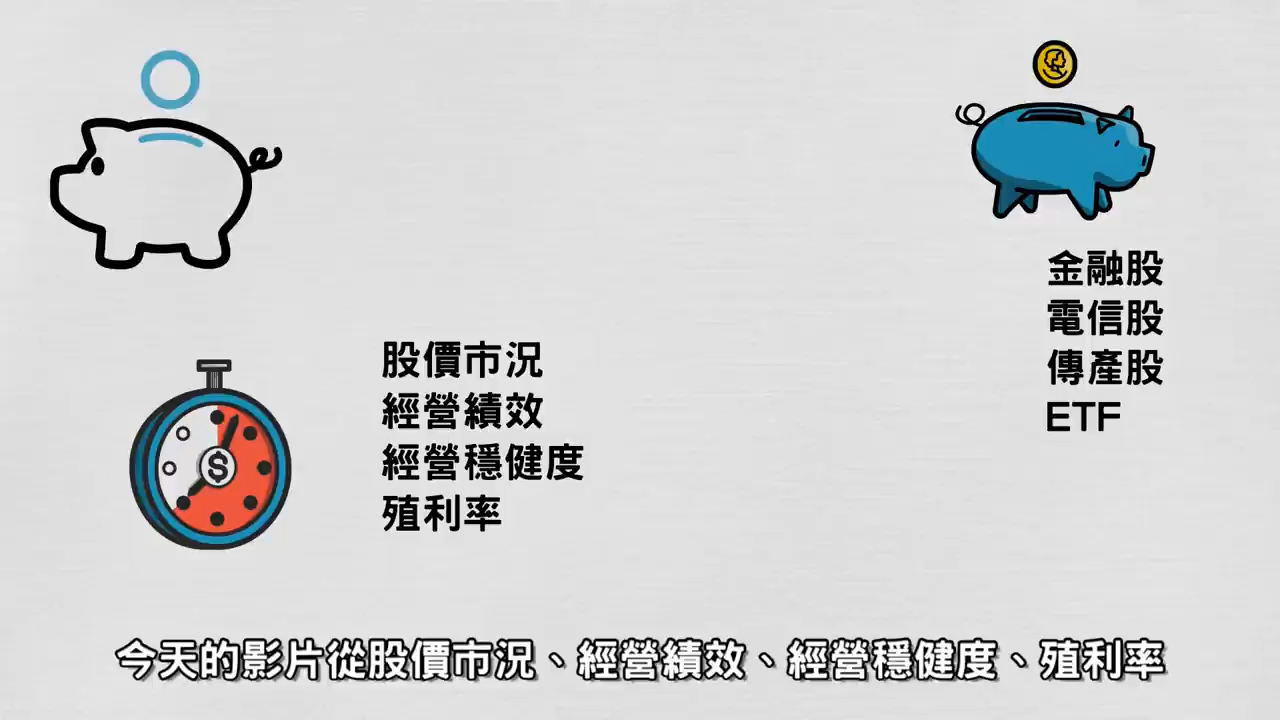 金融股
電信股
傳產股
ETF
股價市況
經營績效
經營穩健度
殖利率
今天的影片從股價市況、經營績效、經營穩健度、殖利率